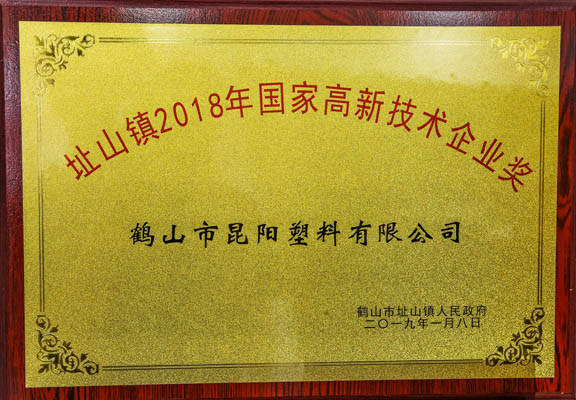 址山镇2018年国家高新技术企业奖
鹤山市昆阳塑料有限公司
鹤山市址山镇人民政府
二〇一九年一月八日